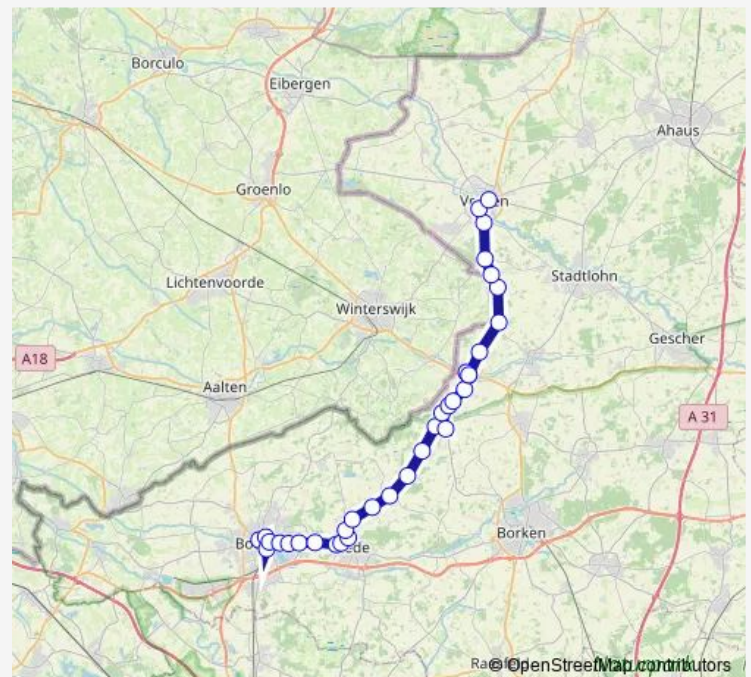 Borculo
Eibergen
Ahaus
Groenlo
Stadtlohn
Lichtenvoorde
Winterswijk
Gescher
A18
Aalten
A 31
Borken
© OpenStreetMap contributors